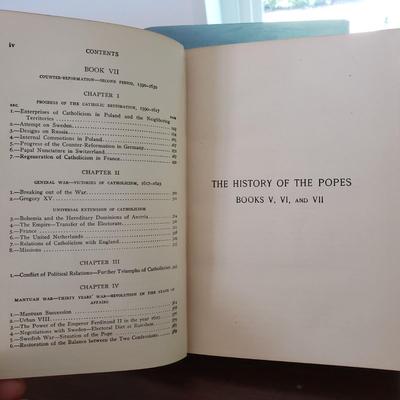 iv
CONTENTS
BOOK VII
COUNTER-REFORMATION—SECOND PERIOD, 1590-1630
CHAPTER I
PROGRESS OF THE CATHOLIC RESTORATION, 1590-1617
SEC. PAGE
1.—Enterprises of Catholicism in Poland and the Neighboring
Territories
2.—Attempt on Sweden
3.—Designs on Russia
4.—Internal Commotions in Poland
5.—Progress of the Counter-Reformation in Germany
6.—Papal Nunciature in Switzerland
7.—Regeneration of Catholicism in France
CHAPTER II
GENERAL WAR—VICTORIES OF CATHOLICISM, 1617-1623
1.—Breaking out of the War
2.—Gregory XV.
UNIVERSAL EXTENSION OF CATHOLICISM
3.—Bohemia and the Hereditary Dominions of Austria
4.—The Empire—Transfer of the Electorate
5.—France
6.—The United Netherlands
7.—Relations of Catholicism with England
8.—Missions
CHAPTER III
1.—Conflict of Political Relations—Further Triumphs of Catholicism
CHAPTER IV
MANTUAN WAR—THIRTY YEARS' WAR—REVOLUTION IN THE STATE OF
AFFAIRS
1.—Mantuan Succession
2.—Urban VIII.
3.—The Power of the Emperor Ferdinand II in the year
4.—Negotiations with Sweden—Electoral Diet at Ratisbon
5.—Swedish War—Situation of the Pope
6.—Restoration of the Balance between the Two Confessions
THE HISTORY OF THE POPES
BOOKS V, VI, AND VII